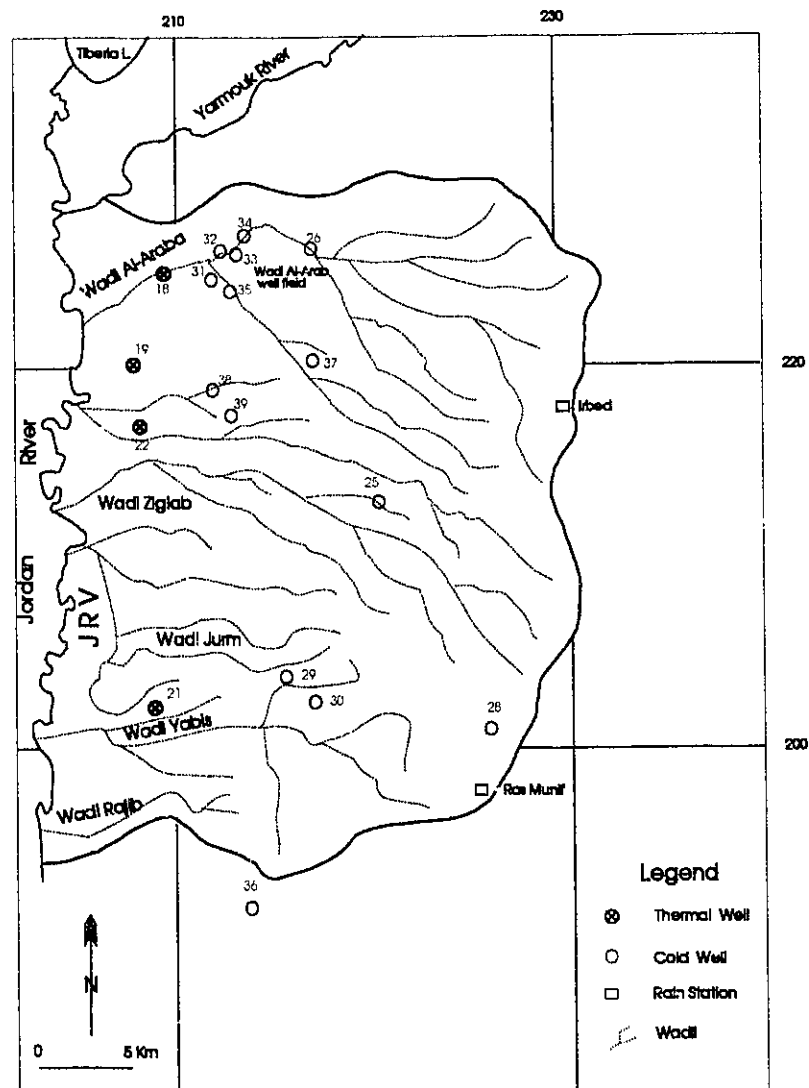 210
230
Tiberia L.
Yarmouk River
34
32
26
33
Wadi Al-Araba
Wadi Al-Arab
well field
18
31
35
19
37
220
38
39
Irbed
22
River
25
Wadi Ziglab
Jordan
JRV
Wadi Jurm
29
21
30
28
Wadi Yabis
200
Ras Munif
Wadi Rajib
36
Legend
Thermal Well
Cold Well
Rain Station
Wadii
N
0
5 Km